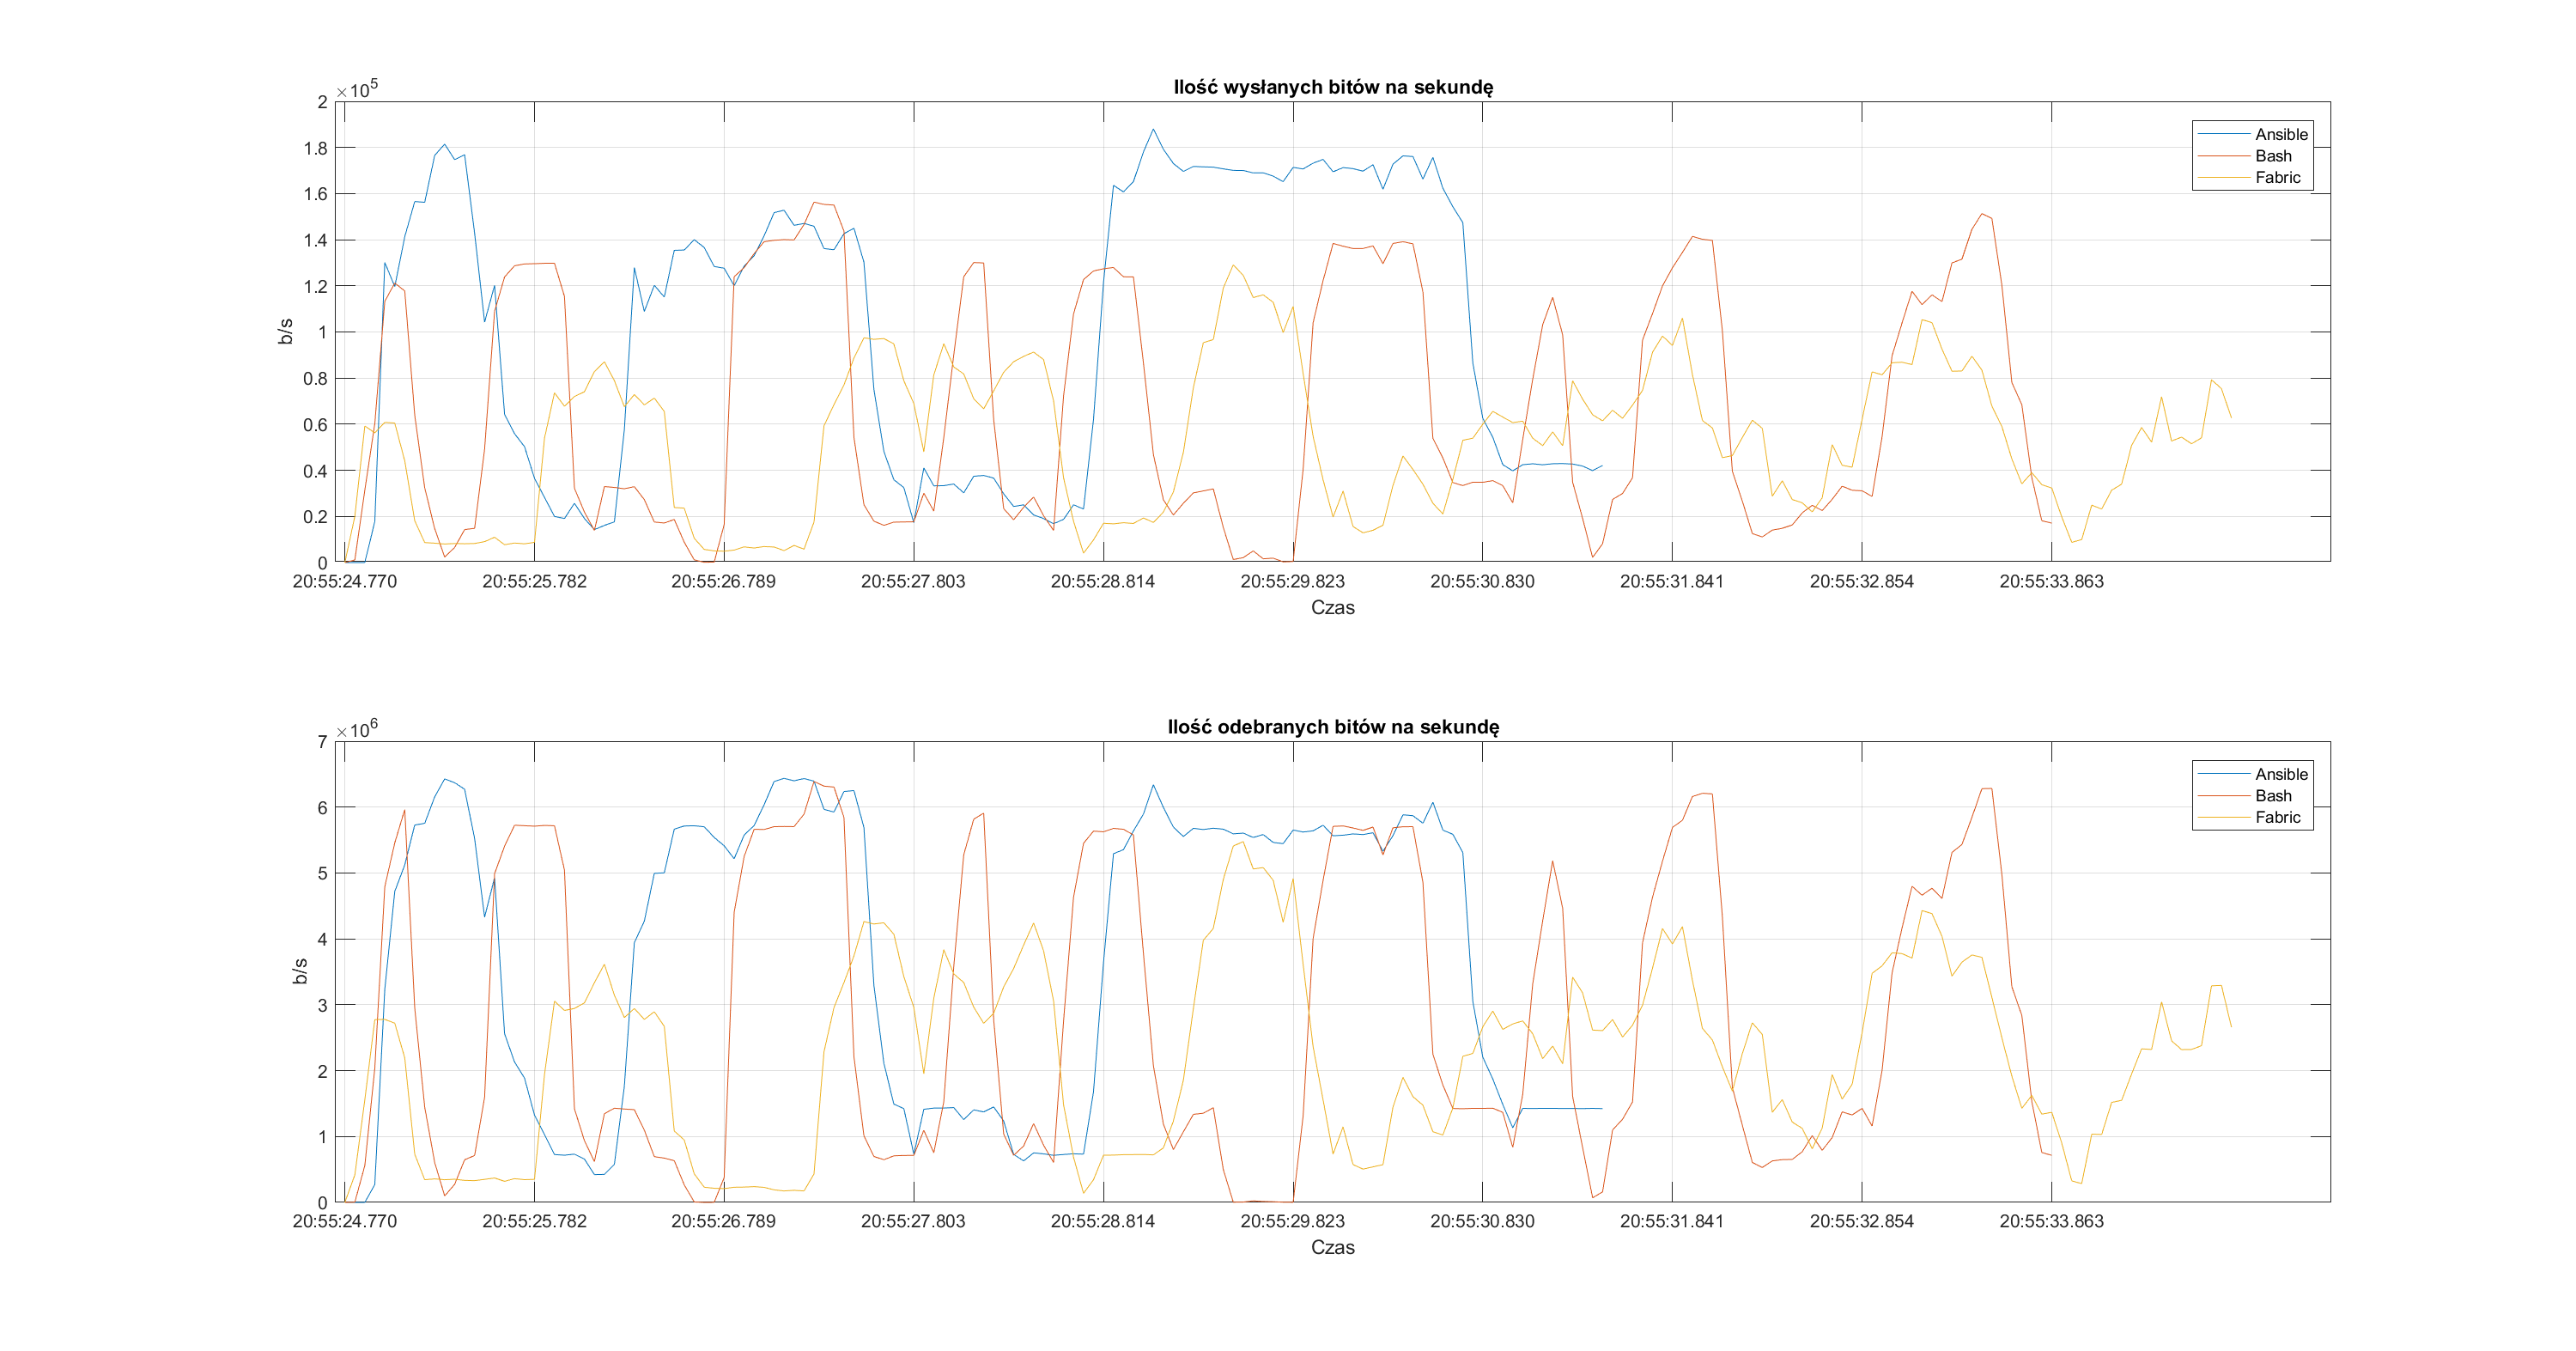 Ilość wysłanych bitów na sekundę
×10^5
2
1.8
1.6
1.4
1.2
1
0.8
0.6
0.4
0.2
0
b/s
Ansible
Bash
Fabric
20:55:24.770 20:55:25.782 20:55:26.789 20:55:27.803 20:55:28.814 20:55:29.823 20:55:30.830 20:55:31.841 20:55:32.854 20:55:33.863
Czas
Ilość odebranych bitów na sekundę
×10^6
7
6
5
4
3
2
1
0
b/s
Ansible
Bash
Fabric
20:55:24.770 20:55:25.782 20:55:26.789 20:55:27.803 20:55:28.814 20:55:29.823 20:55:30.830 20:55:31.841 20:55:32.854 20:55:33.863
Czas